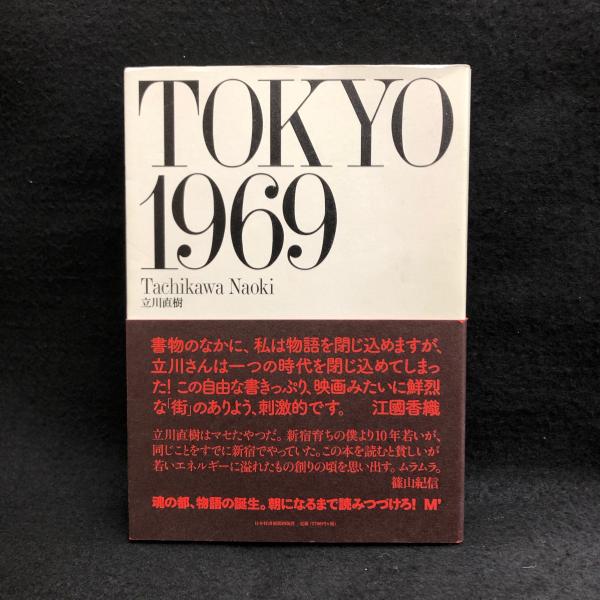 TOKYO
1969
Tachikawa Naoki
立川直樹
書物のなかに、私は物語を閉じ込めますが、
立川さんは一つの時代を閉じ込めてしまっ
た!この自由な書きっぷり、映画みたいに鮮烈
な「街」のありよう、刺激的です。 江國香織
立川直樹はマセたやつだ。新宿育ちの僕より10年若いが、
同じことをすでに新宿でやっていた。この本を読むと貧しいが
若いエネルギーに溢れたもの創りの頃を思い出す。ムラムラ。
篠山紀信
魂の都、物語の誕生。朝になるまで読みつづけろ! M'